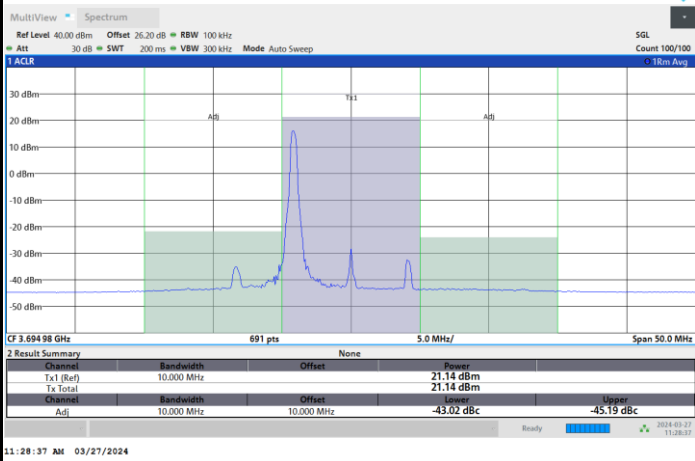 MultiView Spectrum
Ref Level 40.00 dBm Offset 26.20 dB RBW 100 kHz SGL
Att 30 dB SWT 200 ms VBW 300 kHz Mode Auto Sweep Count 100/100
1 ACLR 1Rm Avg
30 dBm
Tx1
20 dBm
Adj Adj
10 dBm
0 dBm
-10 dBm
-20 dBm
-30 dBm
-40 dBm
-50 dBm
CF 3.694 98 GHz 691 pts 5.0 MHz/ Span 50.0 MHz
2 Result Summary None
Channel Bandwidth Offset Power
Tx1 (Ref) 10.000 MHz 21.14 dBm
Tx Total 21.14 dBm
Channel Bandwidth Offset Lower Upper
Adj 10.000 MHz 10.000 MHz -43.02 dBc -45.19 dBc
Ready 2024-03-27
11:28:37
11:28:37 AM 03/27/2024